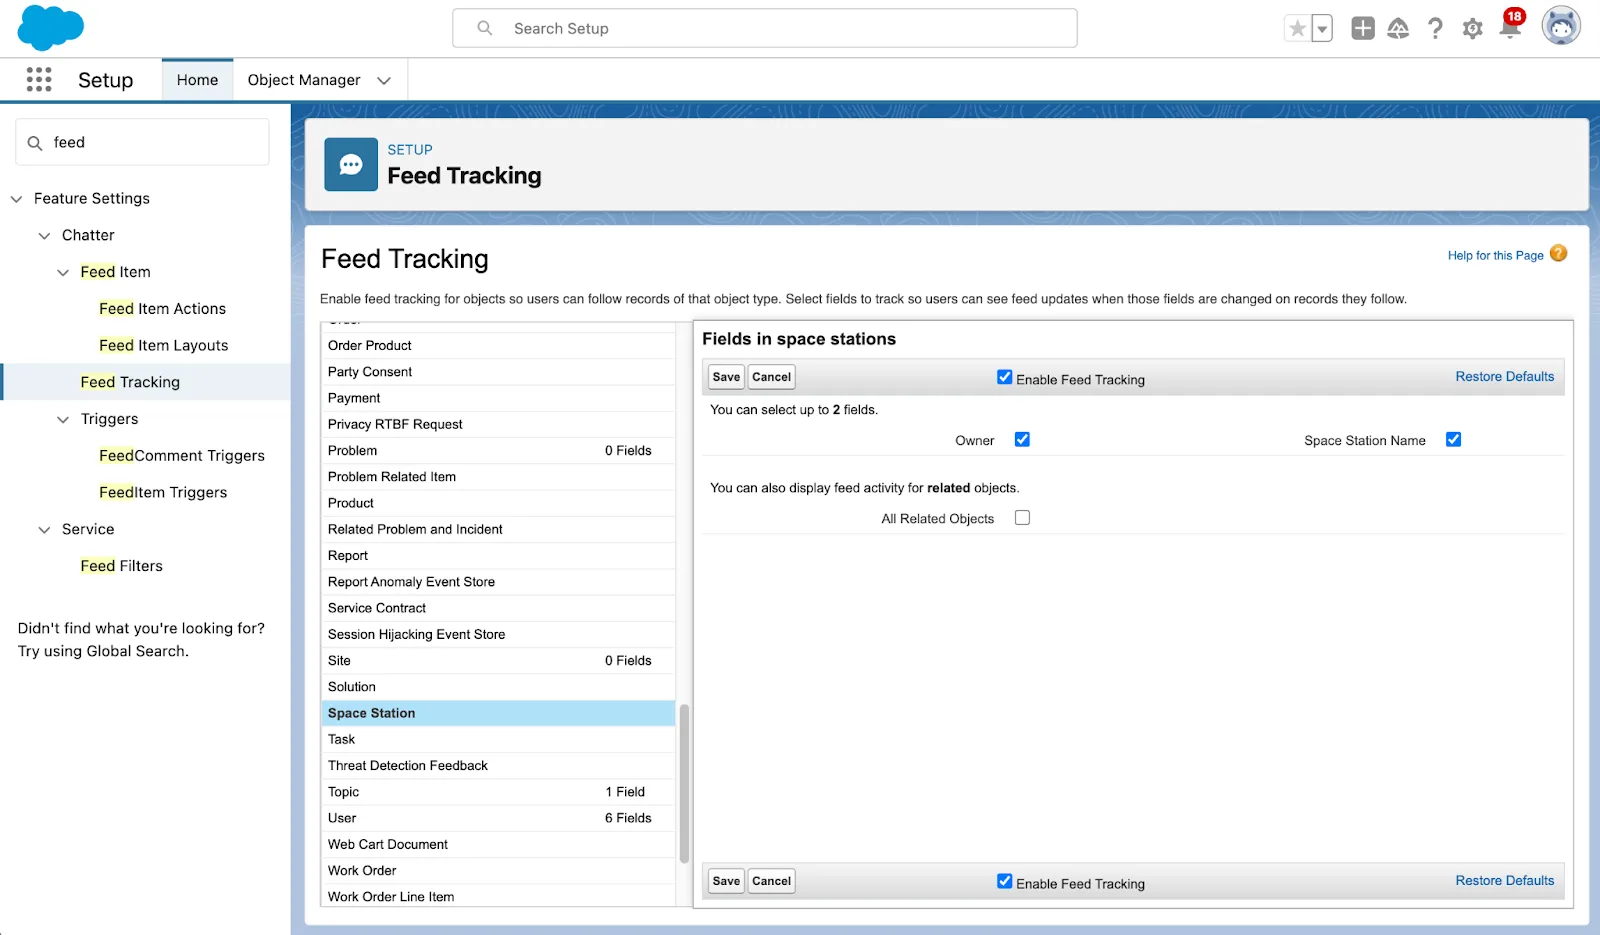 Search Setup
18
Setup
Home
Object Manager
feed
Feature Settings
Chatter
Feed Item
Feed Item Actions
Feed Item Layouts
Feed Tracking
Triggers
FeedComment Triggers
FeedItem Triggers
Service
Feed Filters
Didn't find what you're looking for?
Try using Global Search.
SETUP
Feed Tracking
Feed Tracking
Help for this Page ?
Enable feed tracking for objects so users can follow records of that object type. Select fields to track so users can see feed updates when those fields are changed on records they follow.
Order
Order Product
Party Consent
Payment
Privacy RTBF Request
Problem 0 Fields
Problem Related Item
Product
Related Problem and Incident
Report
Report Anomaly Event Store
Service Contract
Session Hijacking Event Store
Site 0 Fields
Solution
Space Station
Task
Threat Detection Feedback
Topic 1 Field
User 6 Fields
Web Cart Document
Work Order
Work Order Line Item
Fields in space stations
Save Cancel Enable Feed Tracking Restore Defaults
You can select up to 2 fields.
Owner Space Station Name
You can also display feed activity for related objects.
All Related Objects
Save Cancel Enable Feed Tracking Restore Defaults